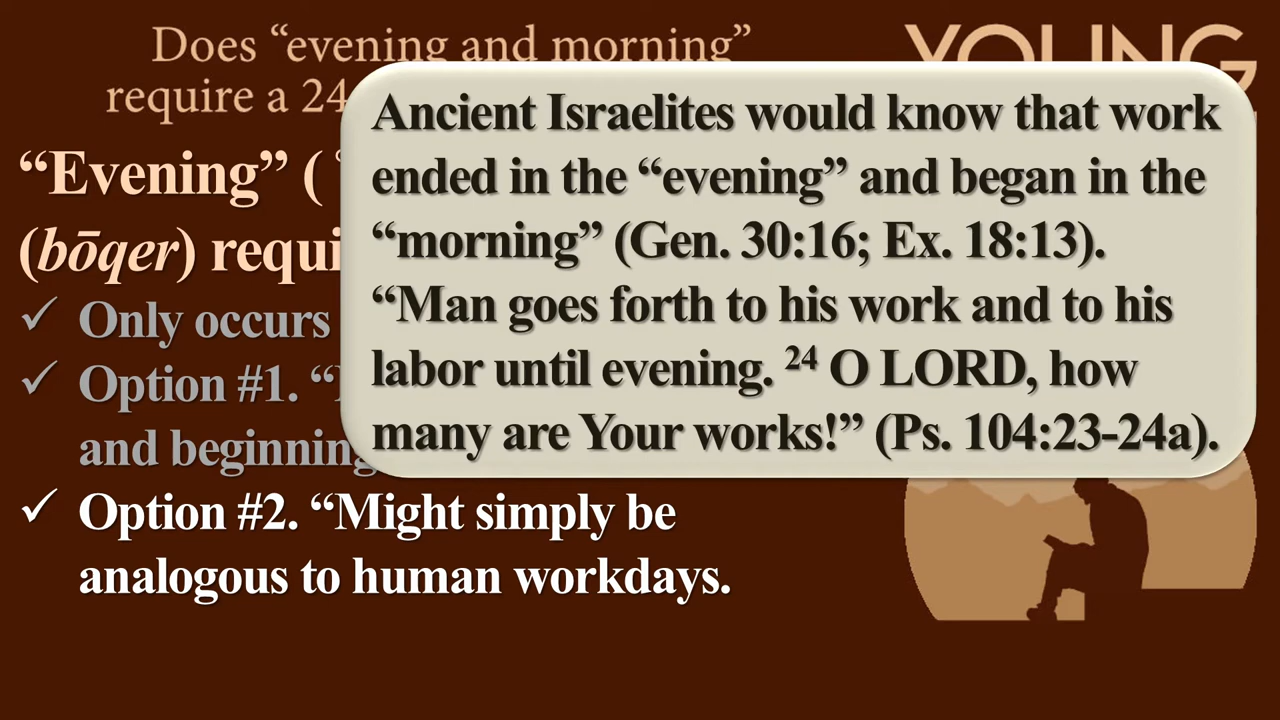 Does “evening and morning”
require a 24
YOUNG
“Evening” (
(bōqer) requi
✓ Only occurs
✓ Option #1. “
and beginning
✓ Option #2. “Might simply be
analogous to human workdays.
Ancient Israelites would know that work
ended in the “evening” and began in the
“morning” (Gen. 30:16; Ex. 18:13).
“Man goes forth to his work and to his
labor until evening. ²⁴ O LORD, how
many are Your works!” (Ps. 104:23-24a).